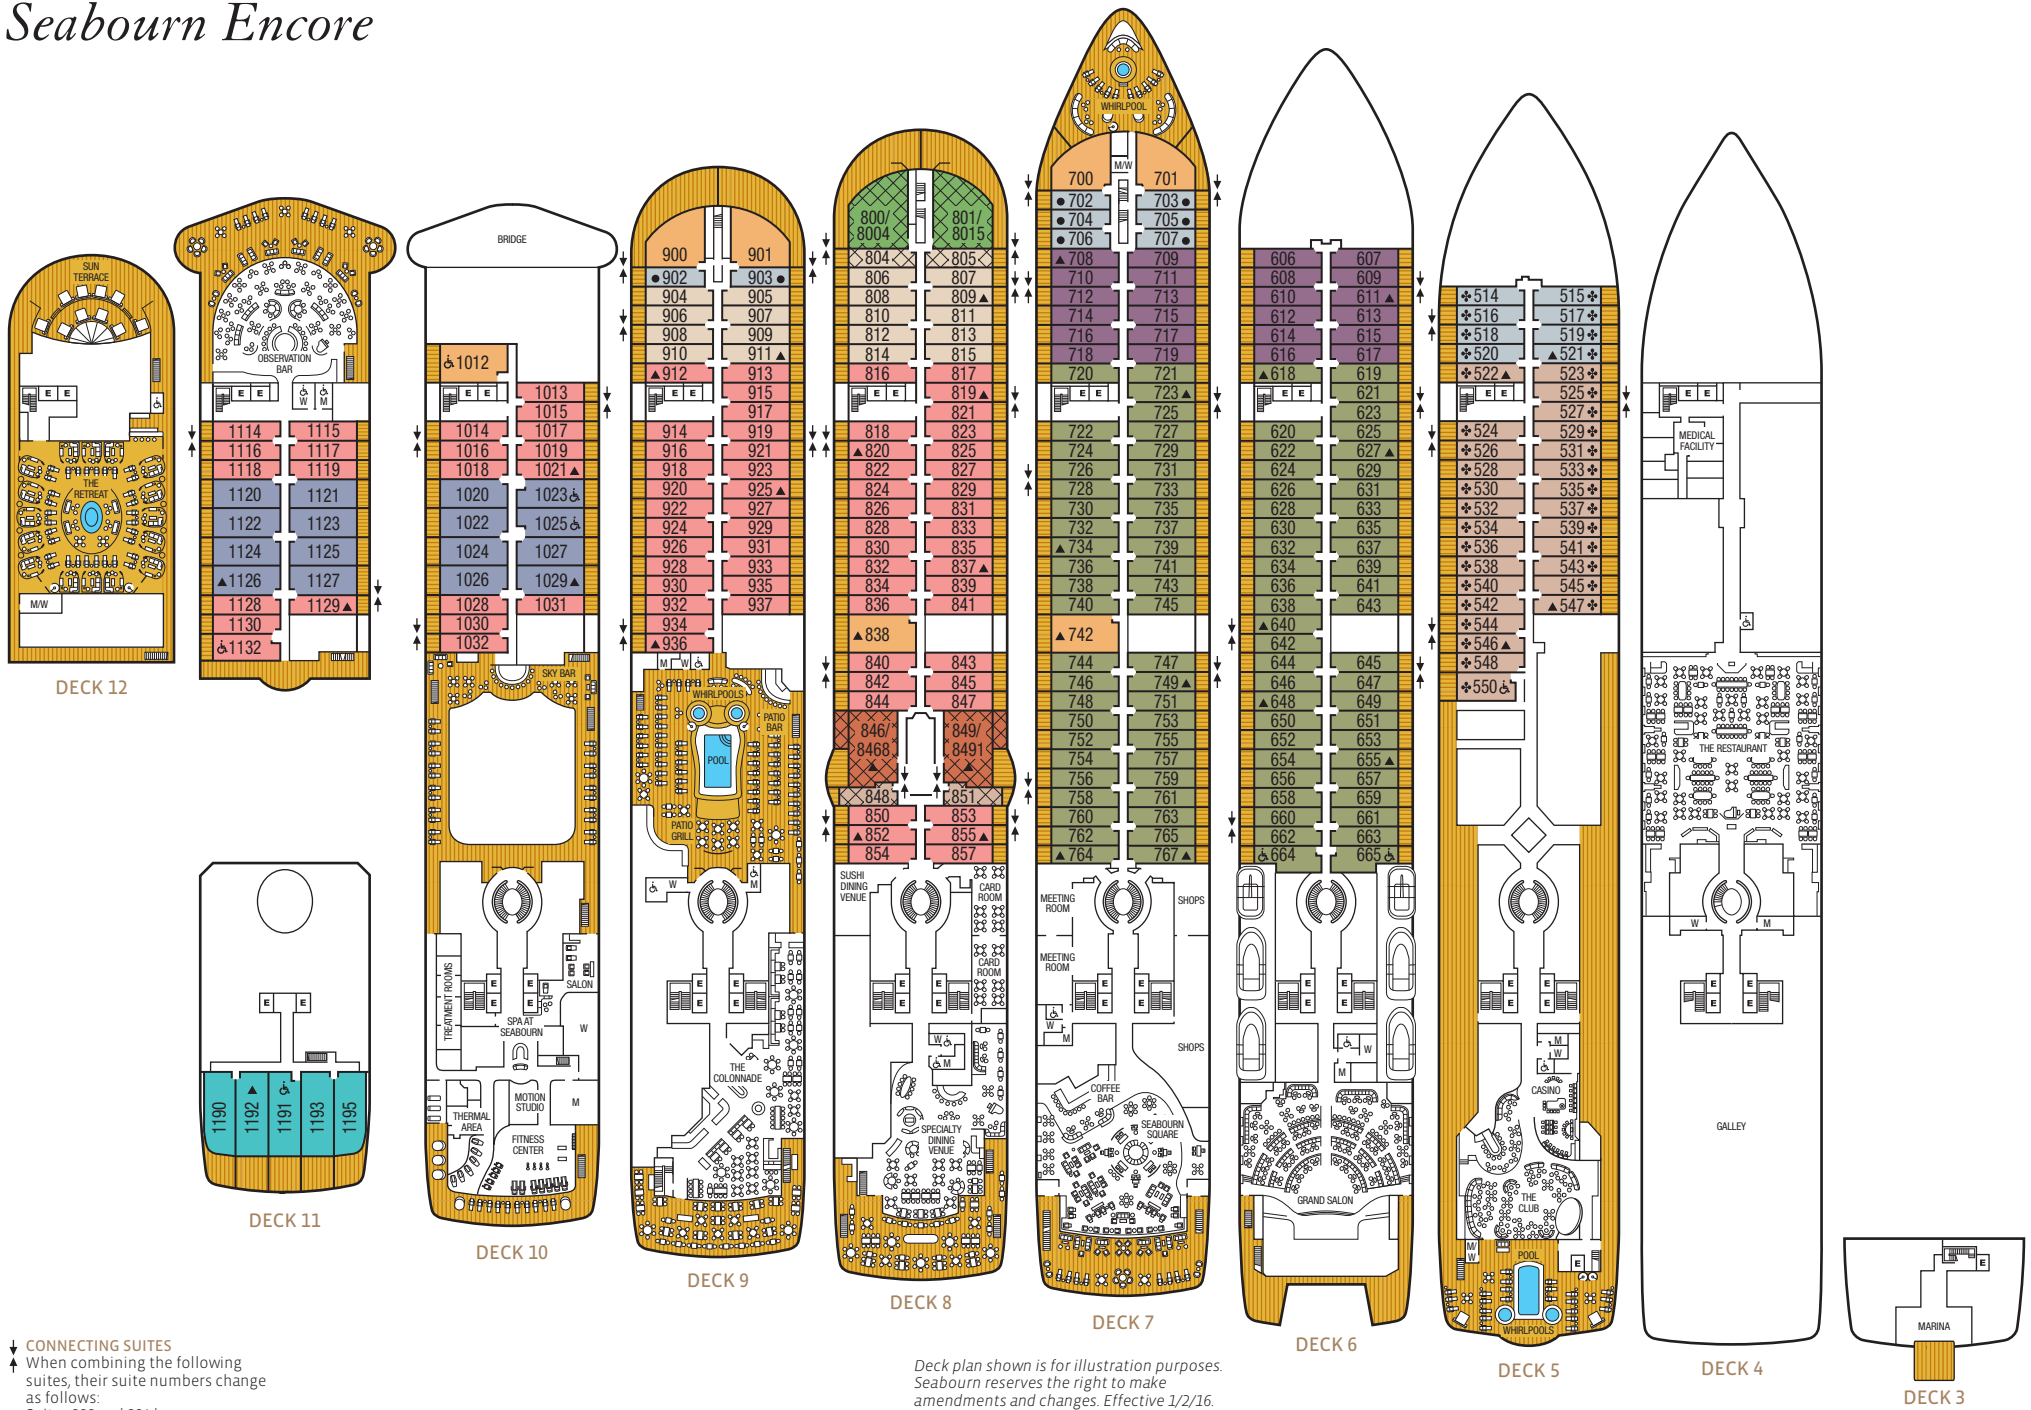 Seabourn Encore
SUN
TERRACE
E E
THE
RETREAT
M/W
DECK 12
OBSERVATION
BAR
E E
W M
1114 1115
1116 1117
1118 1119
1120 1121
1122 1123
1124 1125
1126 1127
1128 1129
1130
1132
E E
1190 1192 1191 1193 1195
DECK 11
BRIDGE
1012
E E
1013
1015
1014 1017
1016 1019
1018 1021
1020 1023
1022 1025
1024 1027
1026 1029
1028 1031
1030
1032
SKY BAR
TREATMENT ROOMS
SALON
E E
E E
SPA AT
SEABOURN
W
MOTION
STUDIO
M
THERMAL
AREA
FITNESS
CENTER
DECK 10
900 901
902 903
904 905
906 907
908 909
910 911
912 913
E E 915
917
914 919
916 921
918 923
920 925
922 927
924 929
926 931
928 933
930 935
932 937
934
936
M W
WHIRLPOOLS
PATIO
BAR
POOL
PATIO
GRILL
W M
E E
E E
THE
COLONNADE
DECK 9
800/
8004
801/
8015
804 805
806 807
808 809
810 811
812 813
814 815
816 817
E E 819
821
818 823
820 825
822 827
824 829
826 831
828 833
830 835
832 837
834 839
836 841
838
840 843
842 845
844 847
846/
8468
849/
8491
848 851
850 853
852 855
854 857
SUSHI
DINING
VENUE
CARD
ROOM
CARD
ROOM
E E
E E
W
M
SPECIALTY
DINING
VENUE
DECK 8
WHIRLPOOL
M/W
700 701
702 703
704 705
706 707
708 709
710 711
712 713
714 715
716 717
718 719
720 721
E E 723
725
722 727
724 729
726 731
728 733
730 735
732 737
734 739
736 741
738 743
740 745
742
744 747
746 749
748 751
750 753
752 755
754 757
756 759
758 761
760 763
762 765
764 767
MEETING
ROOM
SHOPS
MEETING
ROOM
E E
E E
W
M
SHOPS
COFFEE
BAR
SEABOURN
SQUARE
DECK 7
606 607
608 609
610 611
612 613
614 615
616 617
618 619
E E 621
623
620 625
622 627
624 629
626 631
628 633
630 635
632 637
634 639
636 641
638 643
640
642
644 645
646 647
648 649
650 651
652 653
654 655
656 657
658 659
660 661
662 663
664 665
E E
E E
W
M
GRAND SALON
DECK 6
514 515
516 517
518 519
520 521
522 523
E E 525
527
524 529
526 531
528 533
530 535
532 537
534 539
536 541
538 543
540 545
542 547
544
546
548
550
E E
E E
M
W
CASINO
THE
CLUB
M/
W
POOL
E
WHIRLPOOLS
DECK 5
E E
MEDICAL
FACILITY
THE RESTAURANT
W M
E E
E E
GALLEY
DECK 4
E
MARINA
DECK 3
CONNECTING SUITES
When combining the following
suites, their suite numbers change
as follows:
Deck plan shown is for illustration purposes.
Seabourn reserves the right to make
amendments and changes. Effective 1/2/16.